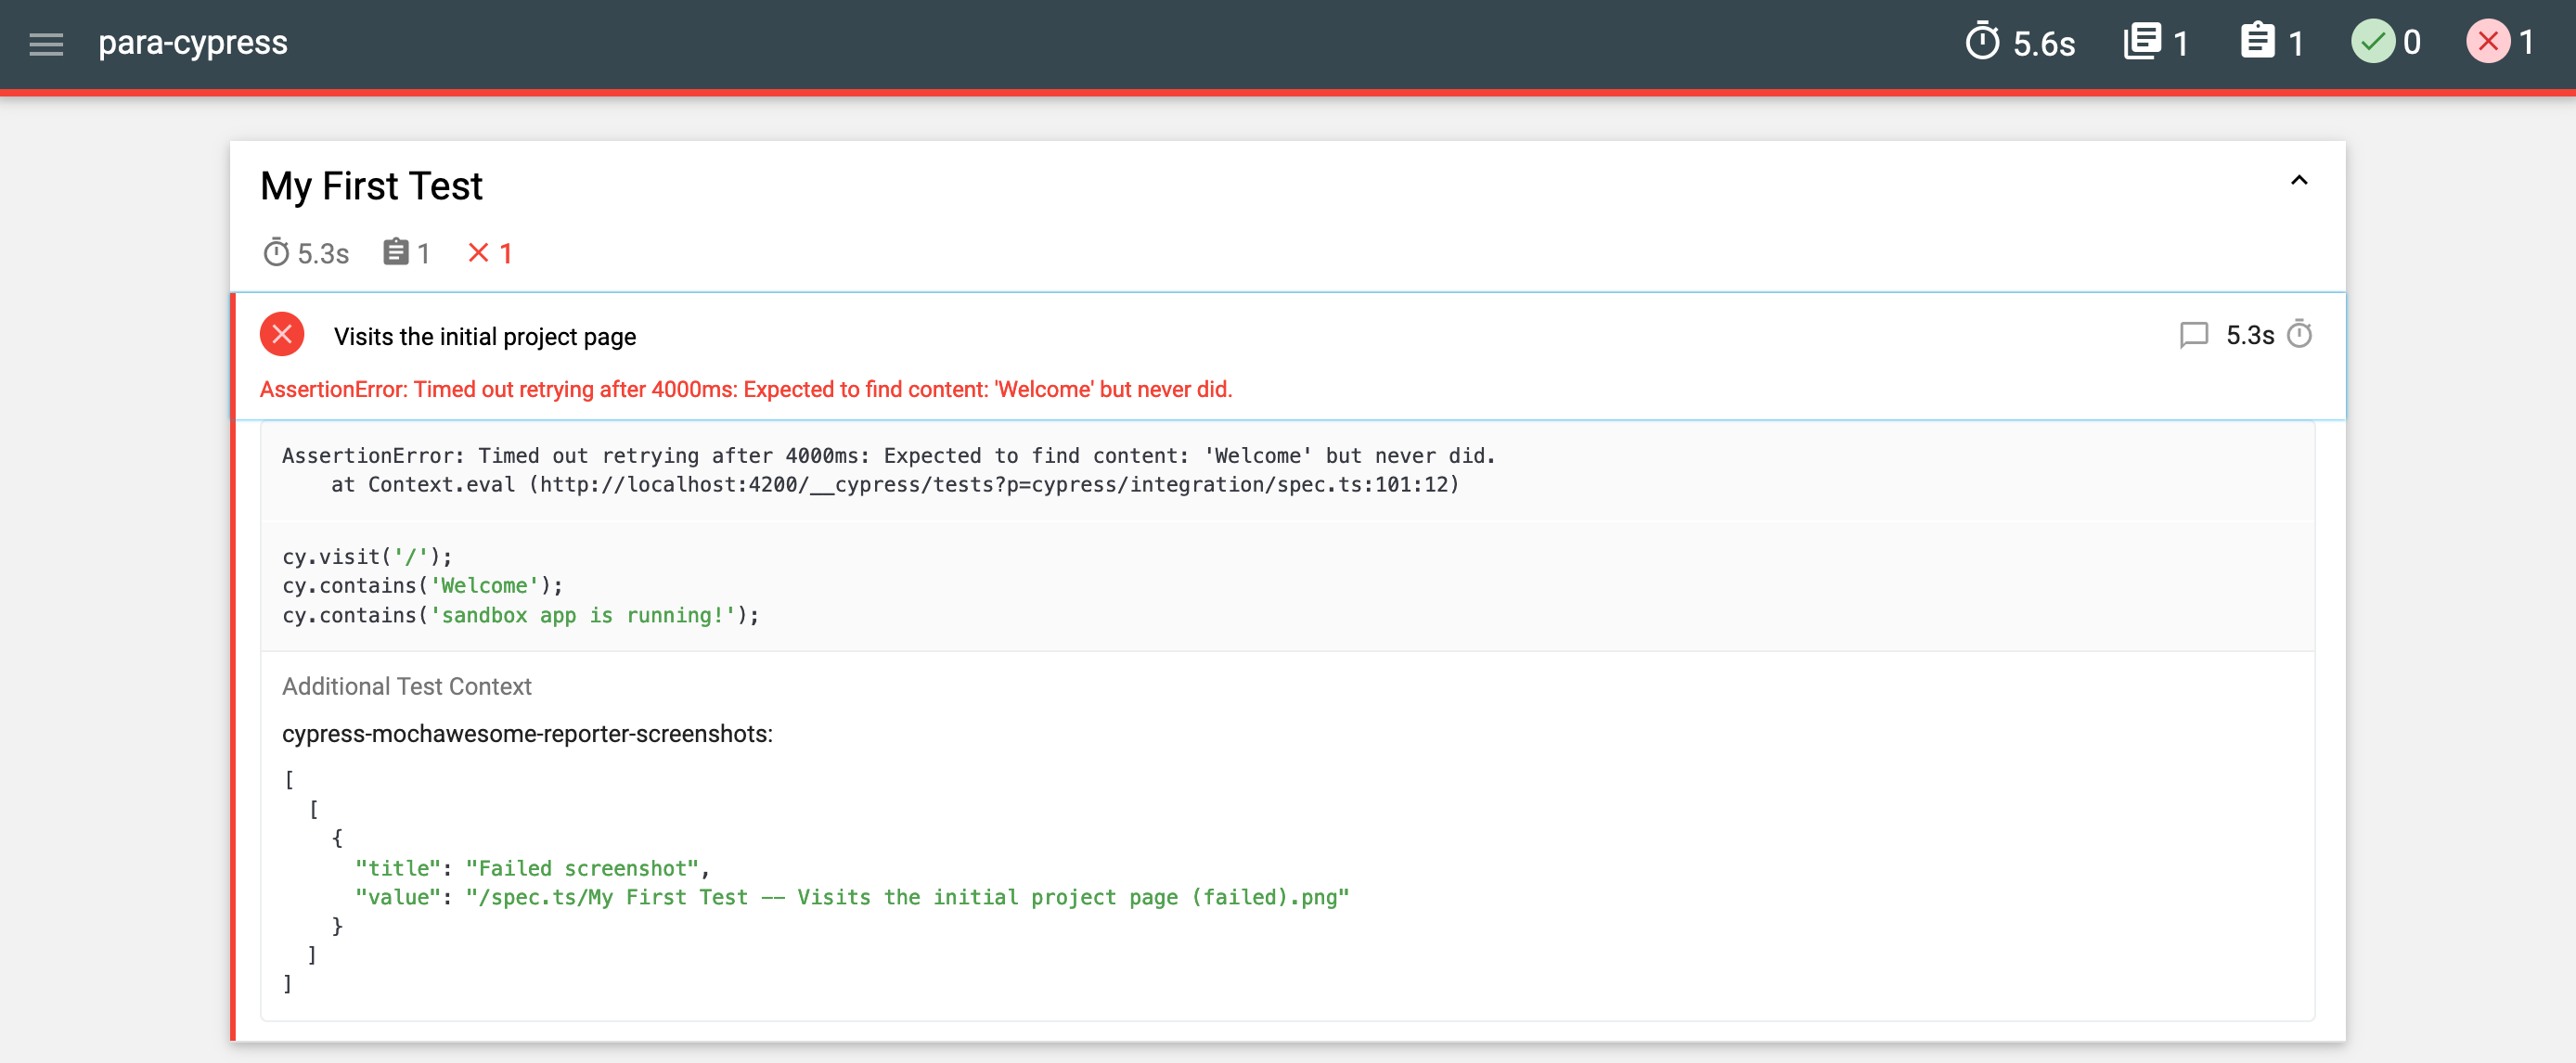 para-cypress
5.6s 1 1 0 1
My First Test
5.3s 1 1
Visits the initial project page 5.3s
AssertionError: Timed out retrying after 4000ms: Expected to find content: 'Welcome' but never did.
AssertionError: Timed out retrying after 4000ms: Expected to find content: 'Welcome' but never did.
    at Context.eval (http://localhost:4200/__cypress/tests?p=cypress/integration/spec.ts:101:12)
cy.visit('/');
cy.contains('Welcome');
cy.contains('sandbox app is running!');
Additional Test Context
cypress-mochawesome-reporter-screenshots:
[
  [
    {
      "title": "Failed screenshot",
      "value": "/spec.ts/My First Test -- Visits the initial project page (failed).png"
    }
  ]
]